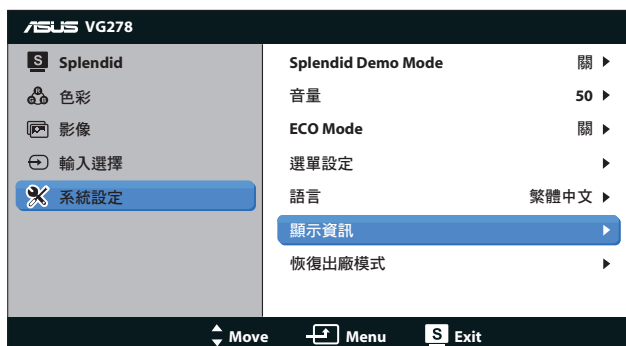 ASUS VG278
S Splendid
色彩
影像
輸入選擇
系統設定
Splendid Demo Mode 關
音量 50
ECO Mode 關
選單設定
語言 繁體中文
顯示資訊
恢復出廠模式
Move Menu S Exit